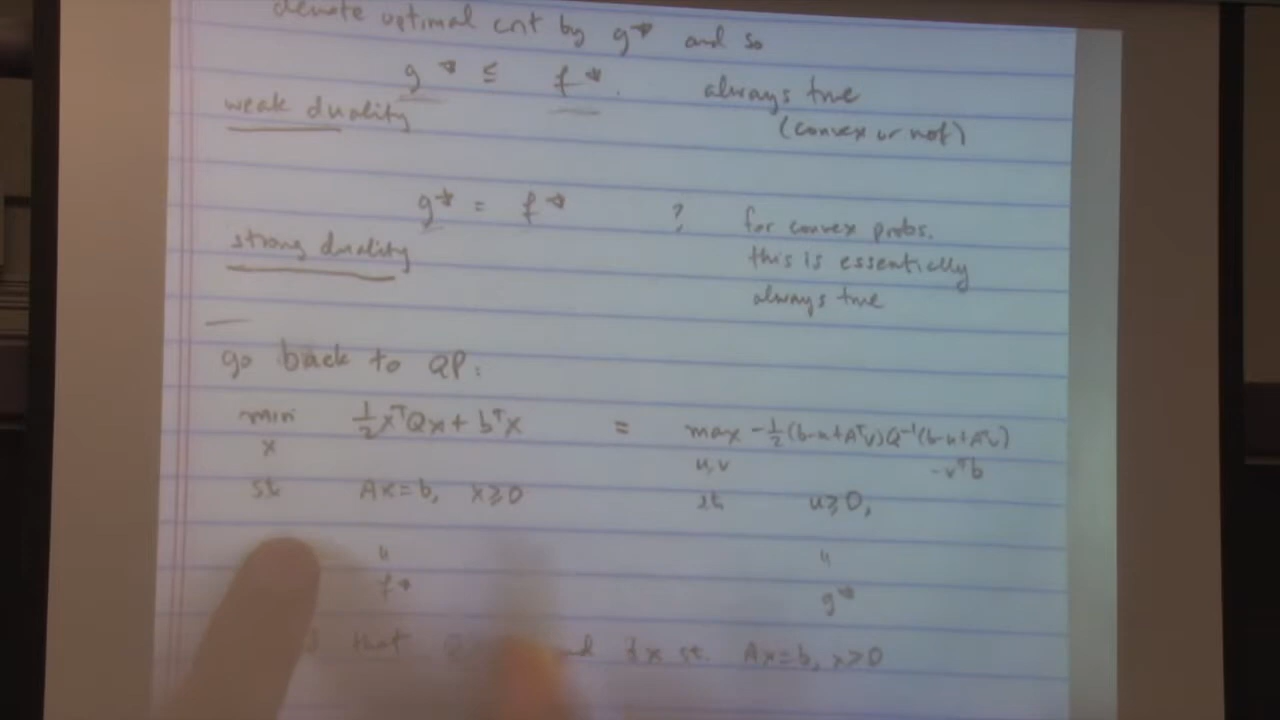 denote optimal crit by g* and so
g* ≤ f*. always true
weak duality (convex or not)
g* = f* ? for convex probs.
strong duality this is essentially
always true
go back to QP:
min ½xᵀQx + bᵀx = max -½(b-u+Aᵀv)Q⁻¹(b-u+Aᵀv)
x u,v -vᵀb
st Ax=b, x≥0 st u≥0,
" "
f* g*
that ∃x st. Ax=b, x>0